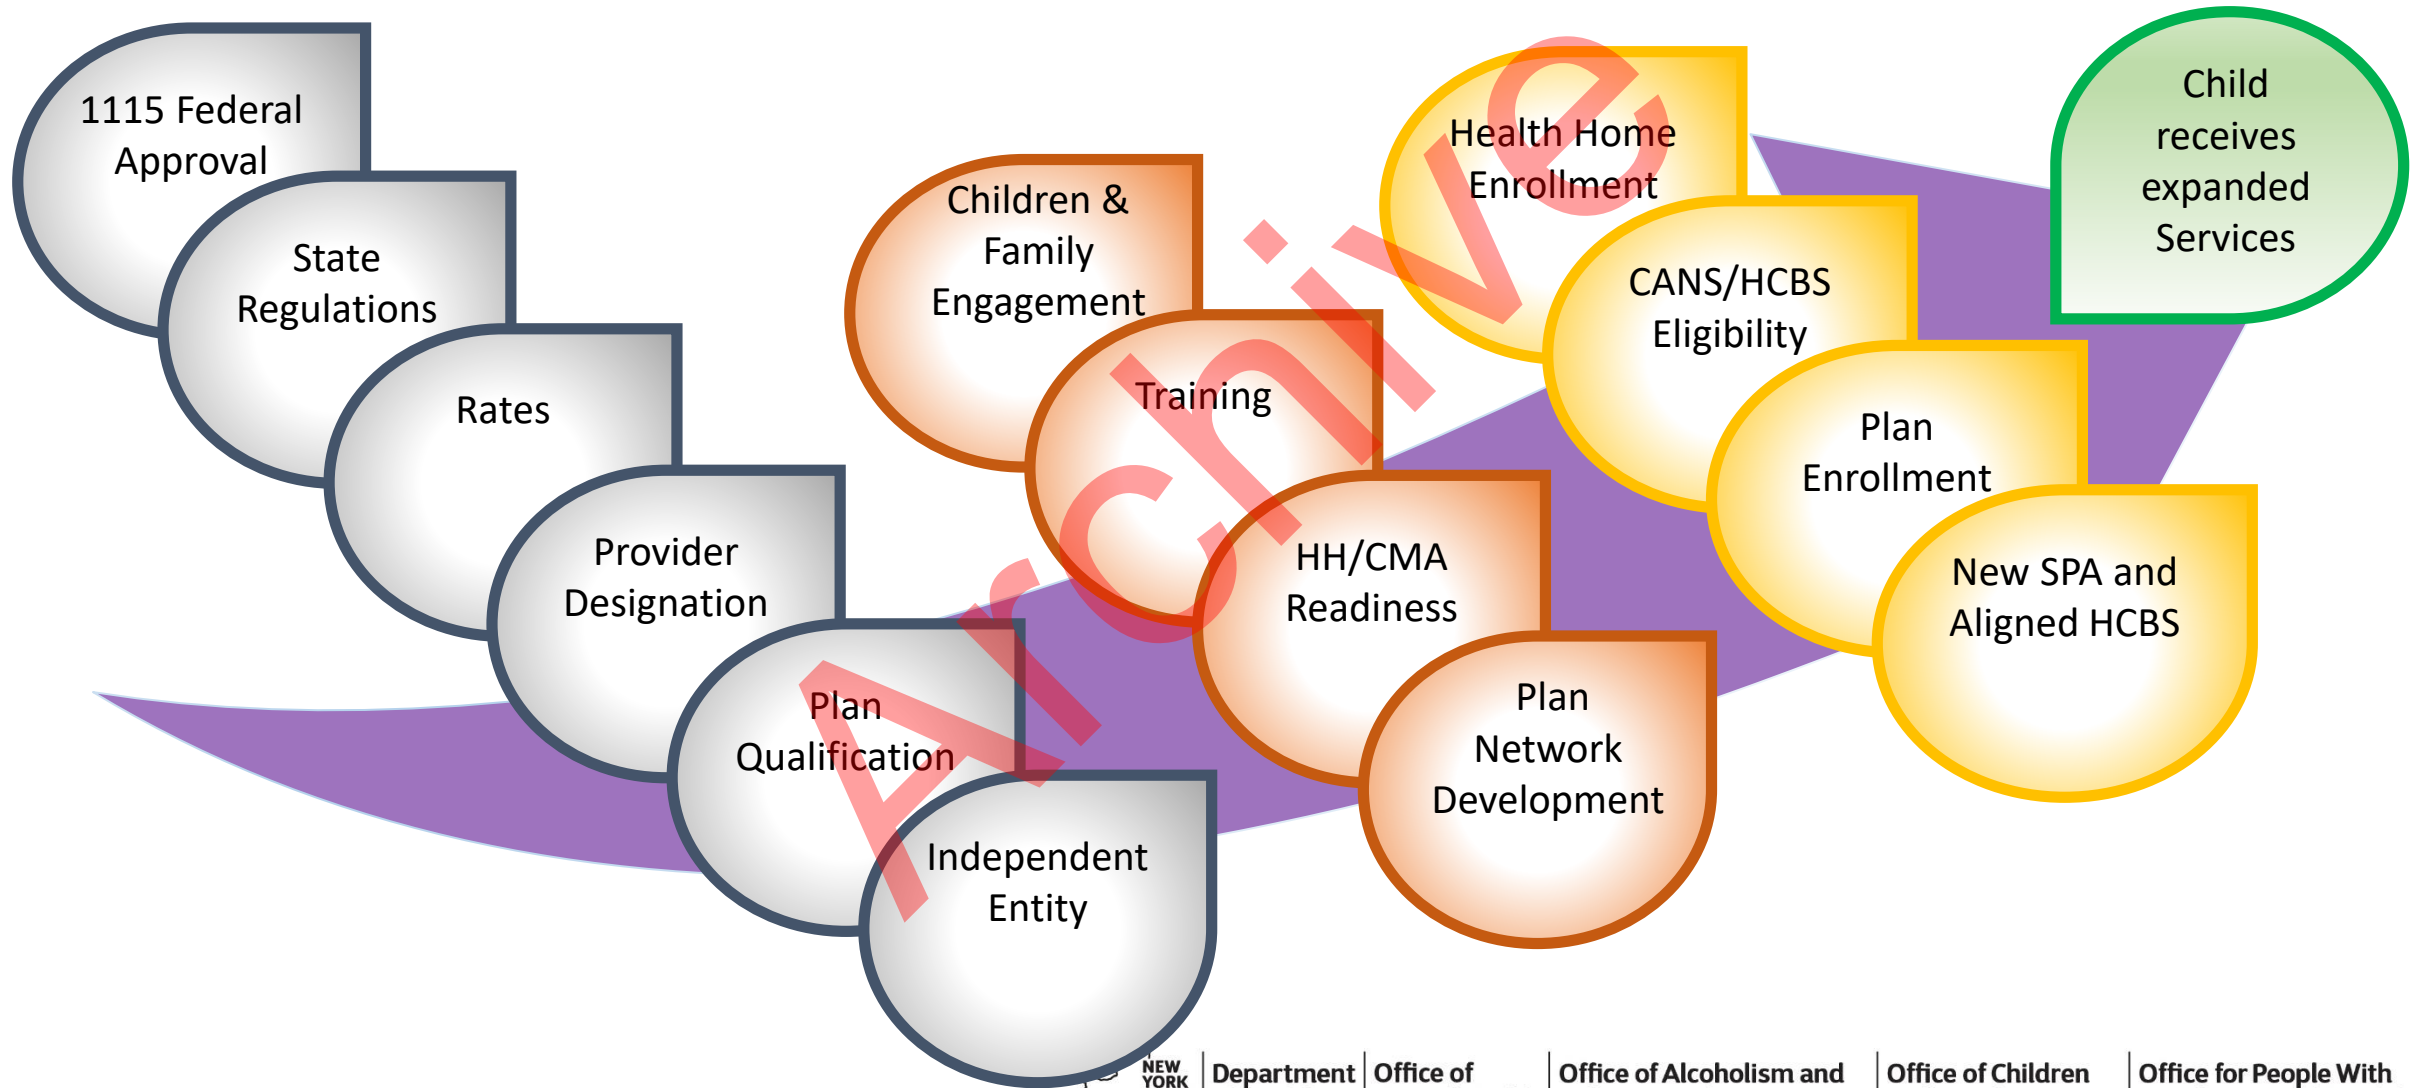 1115 Federal
Approval
State
Regulations
Rates
Provider
Designation
Plan
Qualification
Independent
Entity
Children &
Family
Engagement
Training
HH/CMA
Readiness
Plan
Network
Development
Health Home
Enrollment
CANS/HCBS
Eligibility
Plan
Enrollment
New SPA and
Aligned HCBS
Child
receives
expanded
Services
Archive
NEW
YORK
Department
Office of
Office of Alcoholism and
Office of Children
Office for People With